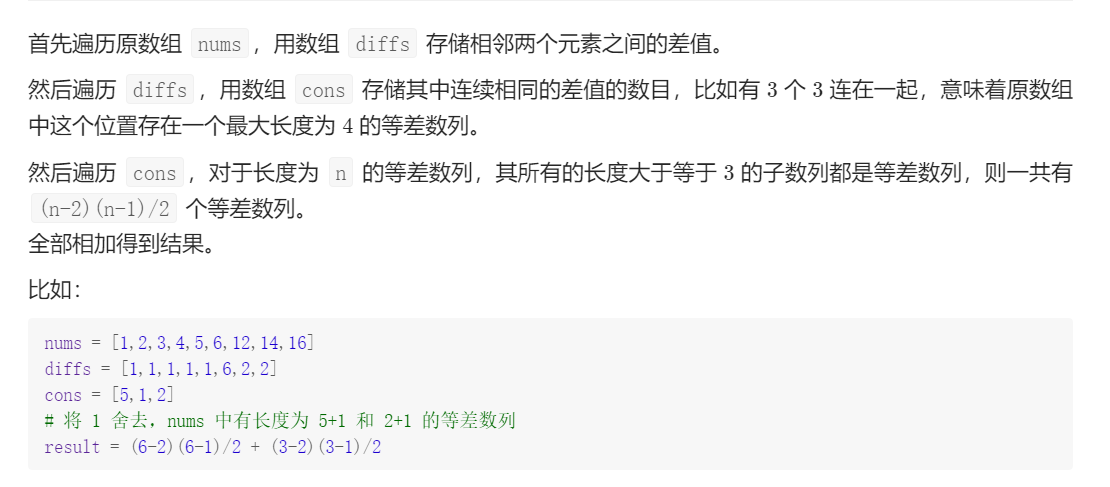 首先遍历原数组 nums ，用数组 diffs 存储相邻两个元素之间的差值。
然后遍历 diffs ，用数组 cons 存储其中连续相同的差值的数目，比如有 3 个 3 连在一起，意味着原数组
中这个位置存在一个最大长度为 4 的等差数列。
然后遍历 cons ，对于长度为 n 的等差数列，其所有的长度大于等于 3 的子数列都是等差数列，则一共有
(n-2)(n-1)/2 个等差数列。
全部相加得到结果。
比如：
nums = [1,2,3,4,5,6,12,14,16]
diffs = [1,1,1,1,1,6,2,2]
cons = [5,1,2]
# 将 1 舍去，nums 中有长度为 5+1 和 2+1 的等差数列
result = (6-2)(6-1)/2 + (3-2)(3-1)/2